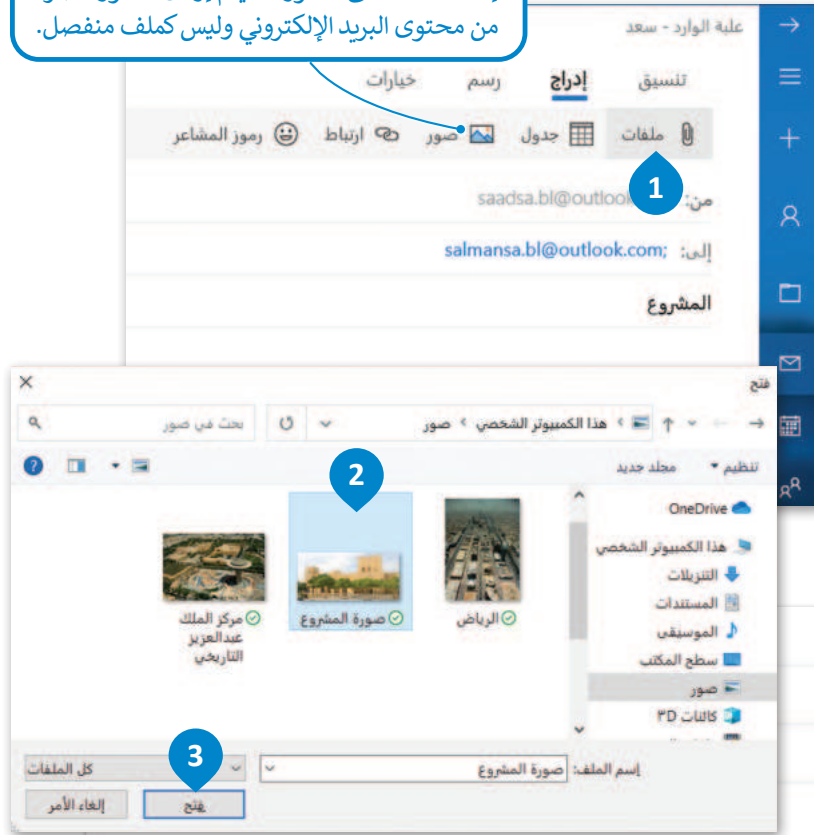 من محتوى البريد الإلكتروني وليس كملف منفصل.
علبة الوارد - سعد
تنسيق إدراج رسم خيارات
ملفات جدول صور ارتباط رموز المشاعر
1
من: saadsa.bl@outlook
إلى: salmansa.bl@outlook.com;
المشروع
فتح
هذا الكمبيوتر الشخصي › صور
بحث في صور
تنظيم مجلد جديد
2
OneDrive
هذا الكمبيوتر الشخصي
التنزيلات
المستندات
الموسيقى
سطح المكتب
صور
كائنات ٣D
الرياض
صورة المشروع
مركز الملك
عبدالعزيز
التاريخي
إسم الملف: صورة المشروع
كل الملفات
3
فتح
إلغاء الأمر